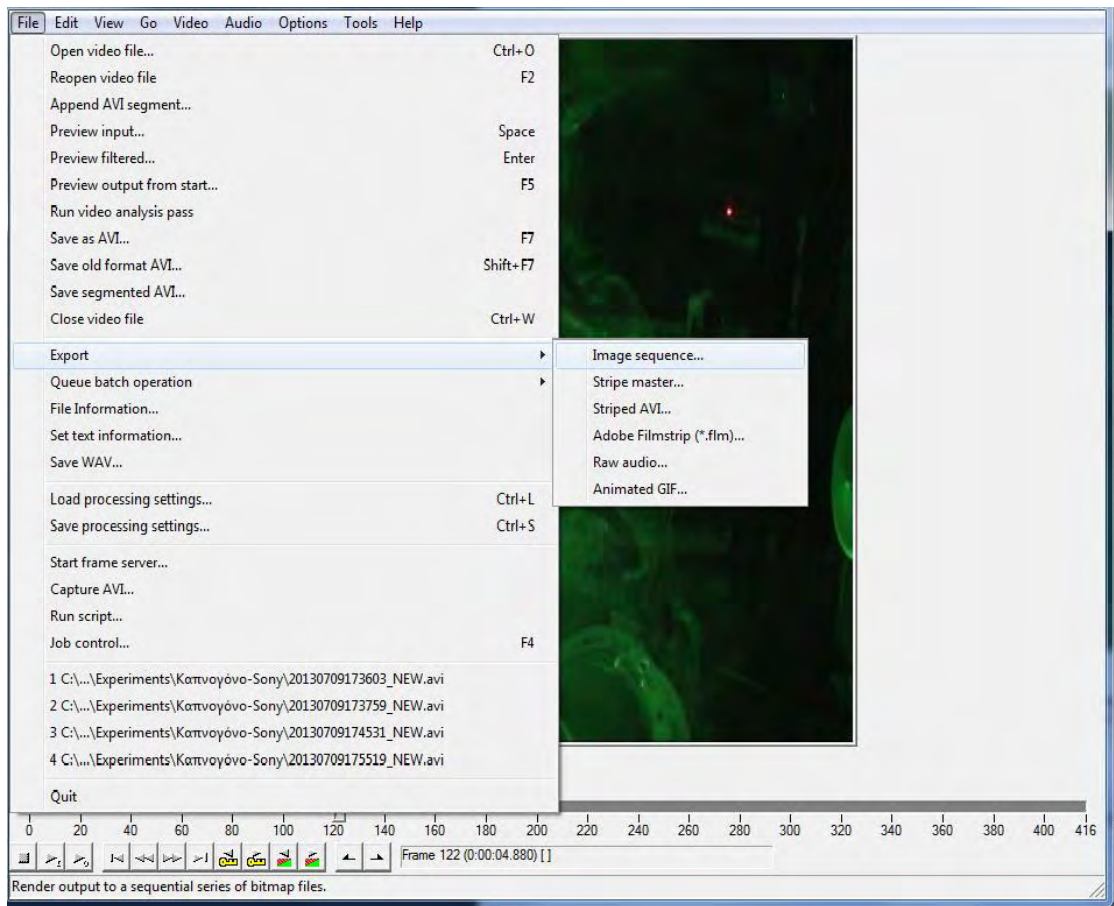 File Edit View Go Video Audio Options Tools Help
Open video file... Ctrl+O
Reopen video file F2
Append AVI segment...
Preview input... Space
Preview filtered... Enter
Preview output from start... F5
Run video analysis pass
Save as AVI... F7
Save old format AVI... Shift+F7
Save segmented AVI...
Close video file Ctrl+W
Export
Queue batch operation
File Information...
Set text information...
Save WAV...
Load processing settings... Ctrl+L
Save processing settings... Ctrl+S
Start frame server...
Capture AVI...
Run script...
Job control... F4
1 C:\...\Experiments\Καπνογόνο-Sony\20130709173603_NEW.avi
2 C:\...\Experiments\Καπνογόνο-Sony\20130709173759_NEW.avi
3 C:\...\Experiments\Καπνογόνο-Sony\20130709174531_NEW.avi
4 C:\...\Experiments\Καπνογόνο-Sony\20130709175519_NEW.avi
Quit
Image sequence...
Stripe master...
Striped AVI...
Adobe Filmstrip (*.flm)...
Raw audio...
Animated GIF...
0 20 40 60 80 100 120 140 160 180 200 220 240 260 280 300 320 340 360 380 400 416
Frame 122 (0:00:04.880) [ ]
Render output to a sequential series of bitmap files.